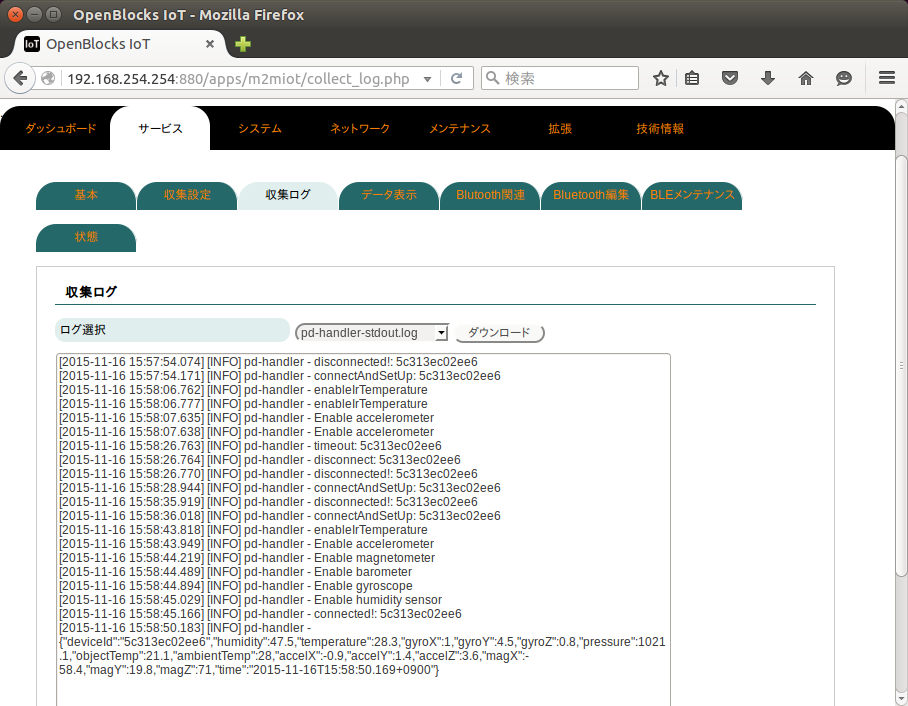 OpenBlocks IoT - Mozilla Firefox
IoT OpenBlocks IoT
192.168.254.254:880/apps/m2miot/collect_log.php 検索
ダッシュボード サービス システム ネットワーク メンテナンス 拡張 技術情報
基本 収集設定 収集ログ データ表示 Blutooth関連 Bluetooth編集 BLEメンテナンス
状態
収集ログ
ログ選択 pd-handler-stdout.log ダウンロード
[2015-11-16 15:57:54.074] [INFO] pd-handler - disconnected!: 5c313ec02ee6
[2015-11-16 15:57:54.171] [INFO] pd-handler - connectAndSetUp: 5c313ec02ee6
[2015-11-16 15:58:06.762] [INFO] pd-handler - enableIrTemperature
[2015-11-16 15:58:06.777] [INFO] pd-handler - enableIrTemperature
[2015-11-16 15:58:07.635] [INFO] pd-handler - Enable accelerometer
[2015-11-16 15:58:07.638] [INFO] pd-handler - Enable accelerometer
[2015-11-16 15:58:26.763] [INFO] pd-handler - timeout: 5c313ec02ee6
[2015-11-16 15:58:26.764] [INFO] pd-handler - disconnect: 5c313ec02ee6
[2015-11-16 15:58:26.770] [INFO] pd-handler - disconnected!: 5c313ec02ee6
[2015-11-16 15:58:28.944] [INFO] pd-handler - connectAndSetUp: 5c313ec02ee6
[2015-11-16 15:58:35.919] [INFO] pd-handler - disconnected!: 5c313ec02ee6
[2015-11-16 15:58:36.018] [INFO] pd-handler - connectAndSetUp: 5c313ec02ee6
[2015-11-16 15:58:43.818] [INFO] pd-handler - enableIrTemperature
[2015-11-16 15:58:43.949] [INFO] pd-handler - Enable accelerometer
[2015-11-16 15:58:44.219] [INFO] pd-handler - Enable magnetometer
[2015-11-16 15:58:44.489] [INFO] pd-handler - Enable barometer
[2015-11-16 15:58:44.894] [INFO] pd-handler - Enable gyroscope
[2015-11-16 15:58:45.029] [INFO] pd-handler - Enable humidity sensor
[2015-11-16 15:58:45.166] [INFO] pd-handler - connected!: 5c313ec02ee6
[2015-11-16 15:58:50.183] [INFO] pd-handler -
{"deviceId":"5c313ec02ee6","humidity":47.5,"temperature":28.3,"gyroX":1,"gyroY":4.5,"gyroZ":0.8,"pressure":1021
.1,"objectTemp":21.1,"ambientTemp":28,"accelX":-0.9,"accelY":1.4,"accelZ":3.6,"magX":-
58.4,"magY":19.8,"magZ":71,"time":"2015-11-16T15:58:50.169+0900"}